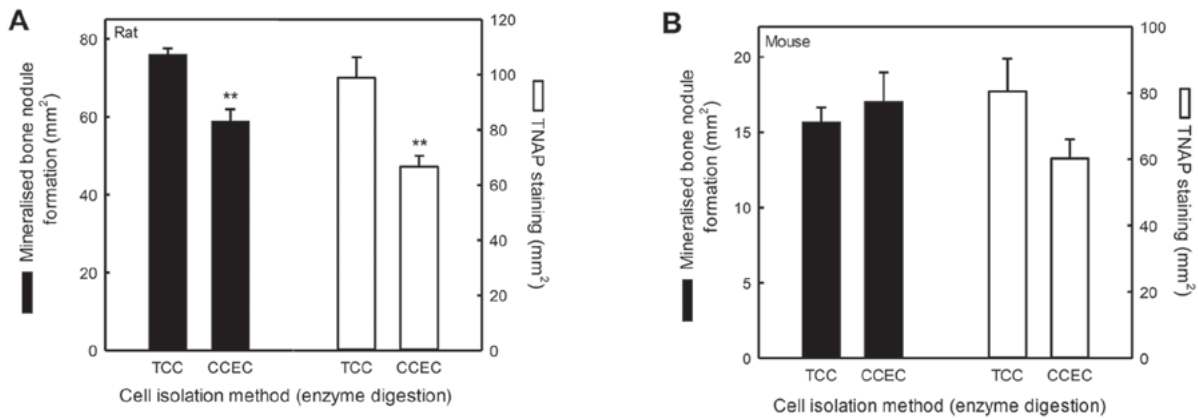 A
Rat
80
60
40
20
0
120
100
80
60
40
20
0
**
**
Mineralised bone nodule
formation (mm²)
TNAP staining (mm²)
TCC CCEC TCC CCEC
Cell isolation method (enzyme digestion)
B
Mouse
20
15
10
5
0
100
80
60
40
20
0
Mineralised bone nodule
formation (mm²)
TNAP staining (mm²)
TCC CCEC TCC CCEC
Cell isolation method (enzyme digestion)